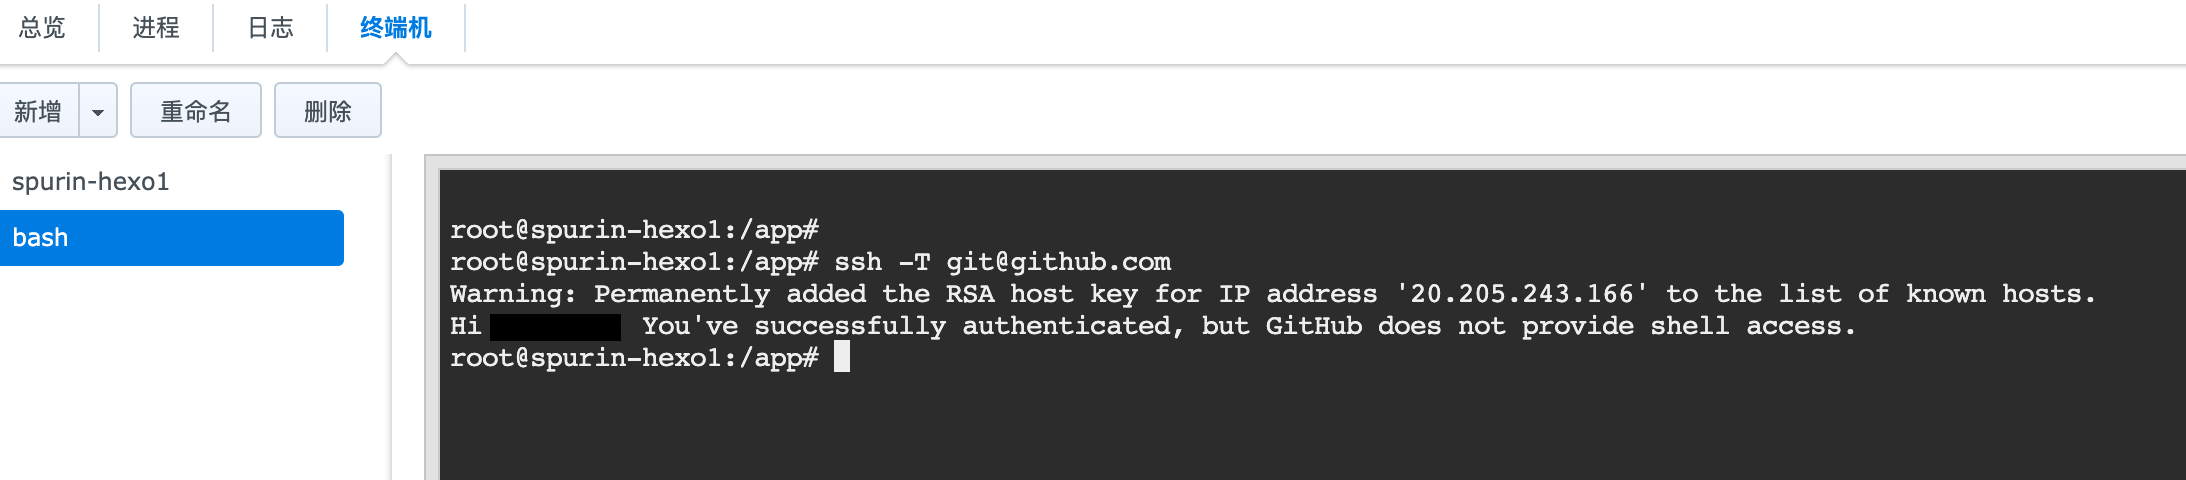 总览 进程 日志 终端机
新增 重命名 删除
spurin-hexo1
bash
root@spurin-hexo1:/app#
root@spurin-hexo1:/app# ssh -T git@github.com
Warning: Permanently added the RSA host key for IP address '20.205.243.166' to the list of known hosts.
Hi You've successfully authenticated, but GitHub does not provide shell access.
root@spurin-hexo1:/app#